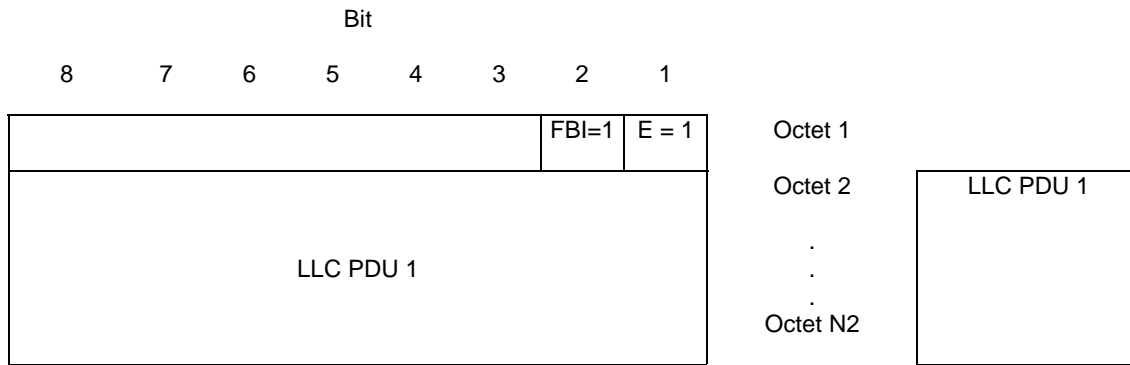 Bit
8 7 6 5 4 3 2 1
FBI=1 E = 1 Octet 1
Octet 2 LLC PDU 1
.
LLC PDU 1 .
.
Octet N2